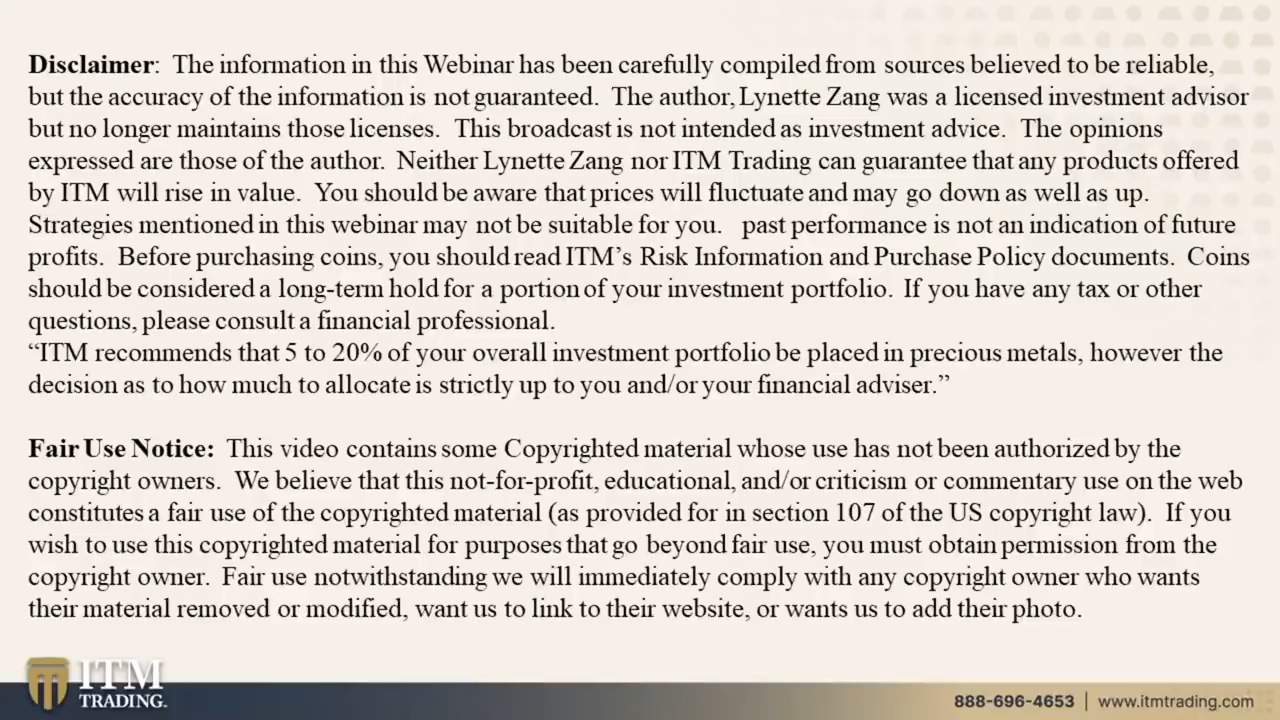 Disclaimer: The information in this Webinar has been carefully compiled from sources believed to be reliable,
but the accuracy of the information is not guaranteed. The author, Lynette Zang was a licensed investment advisor
but no longer maintains those licenses. This broadcast is not intended as investment advice. The opinions
expressed are those of the author. Neither Lynette Zang nor ITM Trading can guarantee that any products offered
by ITM will rise in value. You should be aware that prices will fluctuate and may go down as well as up.
Strategies mentioned in this webinar may not be suitable for you. past performance is not an indication of future
profits. Before purchasing coins, you should read ITM's Risk Information and Purchase Policy documents. Coins
should be considered a long-term hold for a portion of your investment portfolio. If you have any tax or other
questions, please consult a financial professional.
“ITM recommends that 5 to 20% of your overall investment portfolio be placed in precious metals, however the
decision as to how much to allocate is strictly up to you and/or your financial adviser.”
Fair Use Notice: This video contains some Copyrighted material whose use has not been authorized by the
copyright owners. We believe that this not-for-profit, educational, and/or criticism or commentary use on the web
constitutes a fair use of the copyrighted material (as provided for in section 107 of the US copyright law). If you
wish to use this copyrighted material for purposes that go beyond fair use, you must obtain permission from the
copyright owner. Fair use notwithstanding we will immediately comply with any copyright owner who wants
their material removed or modified, want us to link to their website, or wants us to add their photo.
ITM
TRADING.
888-696-4653 | www.itmtrading.com